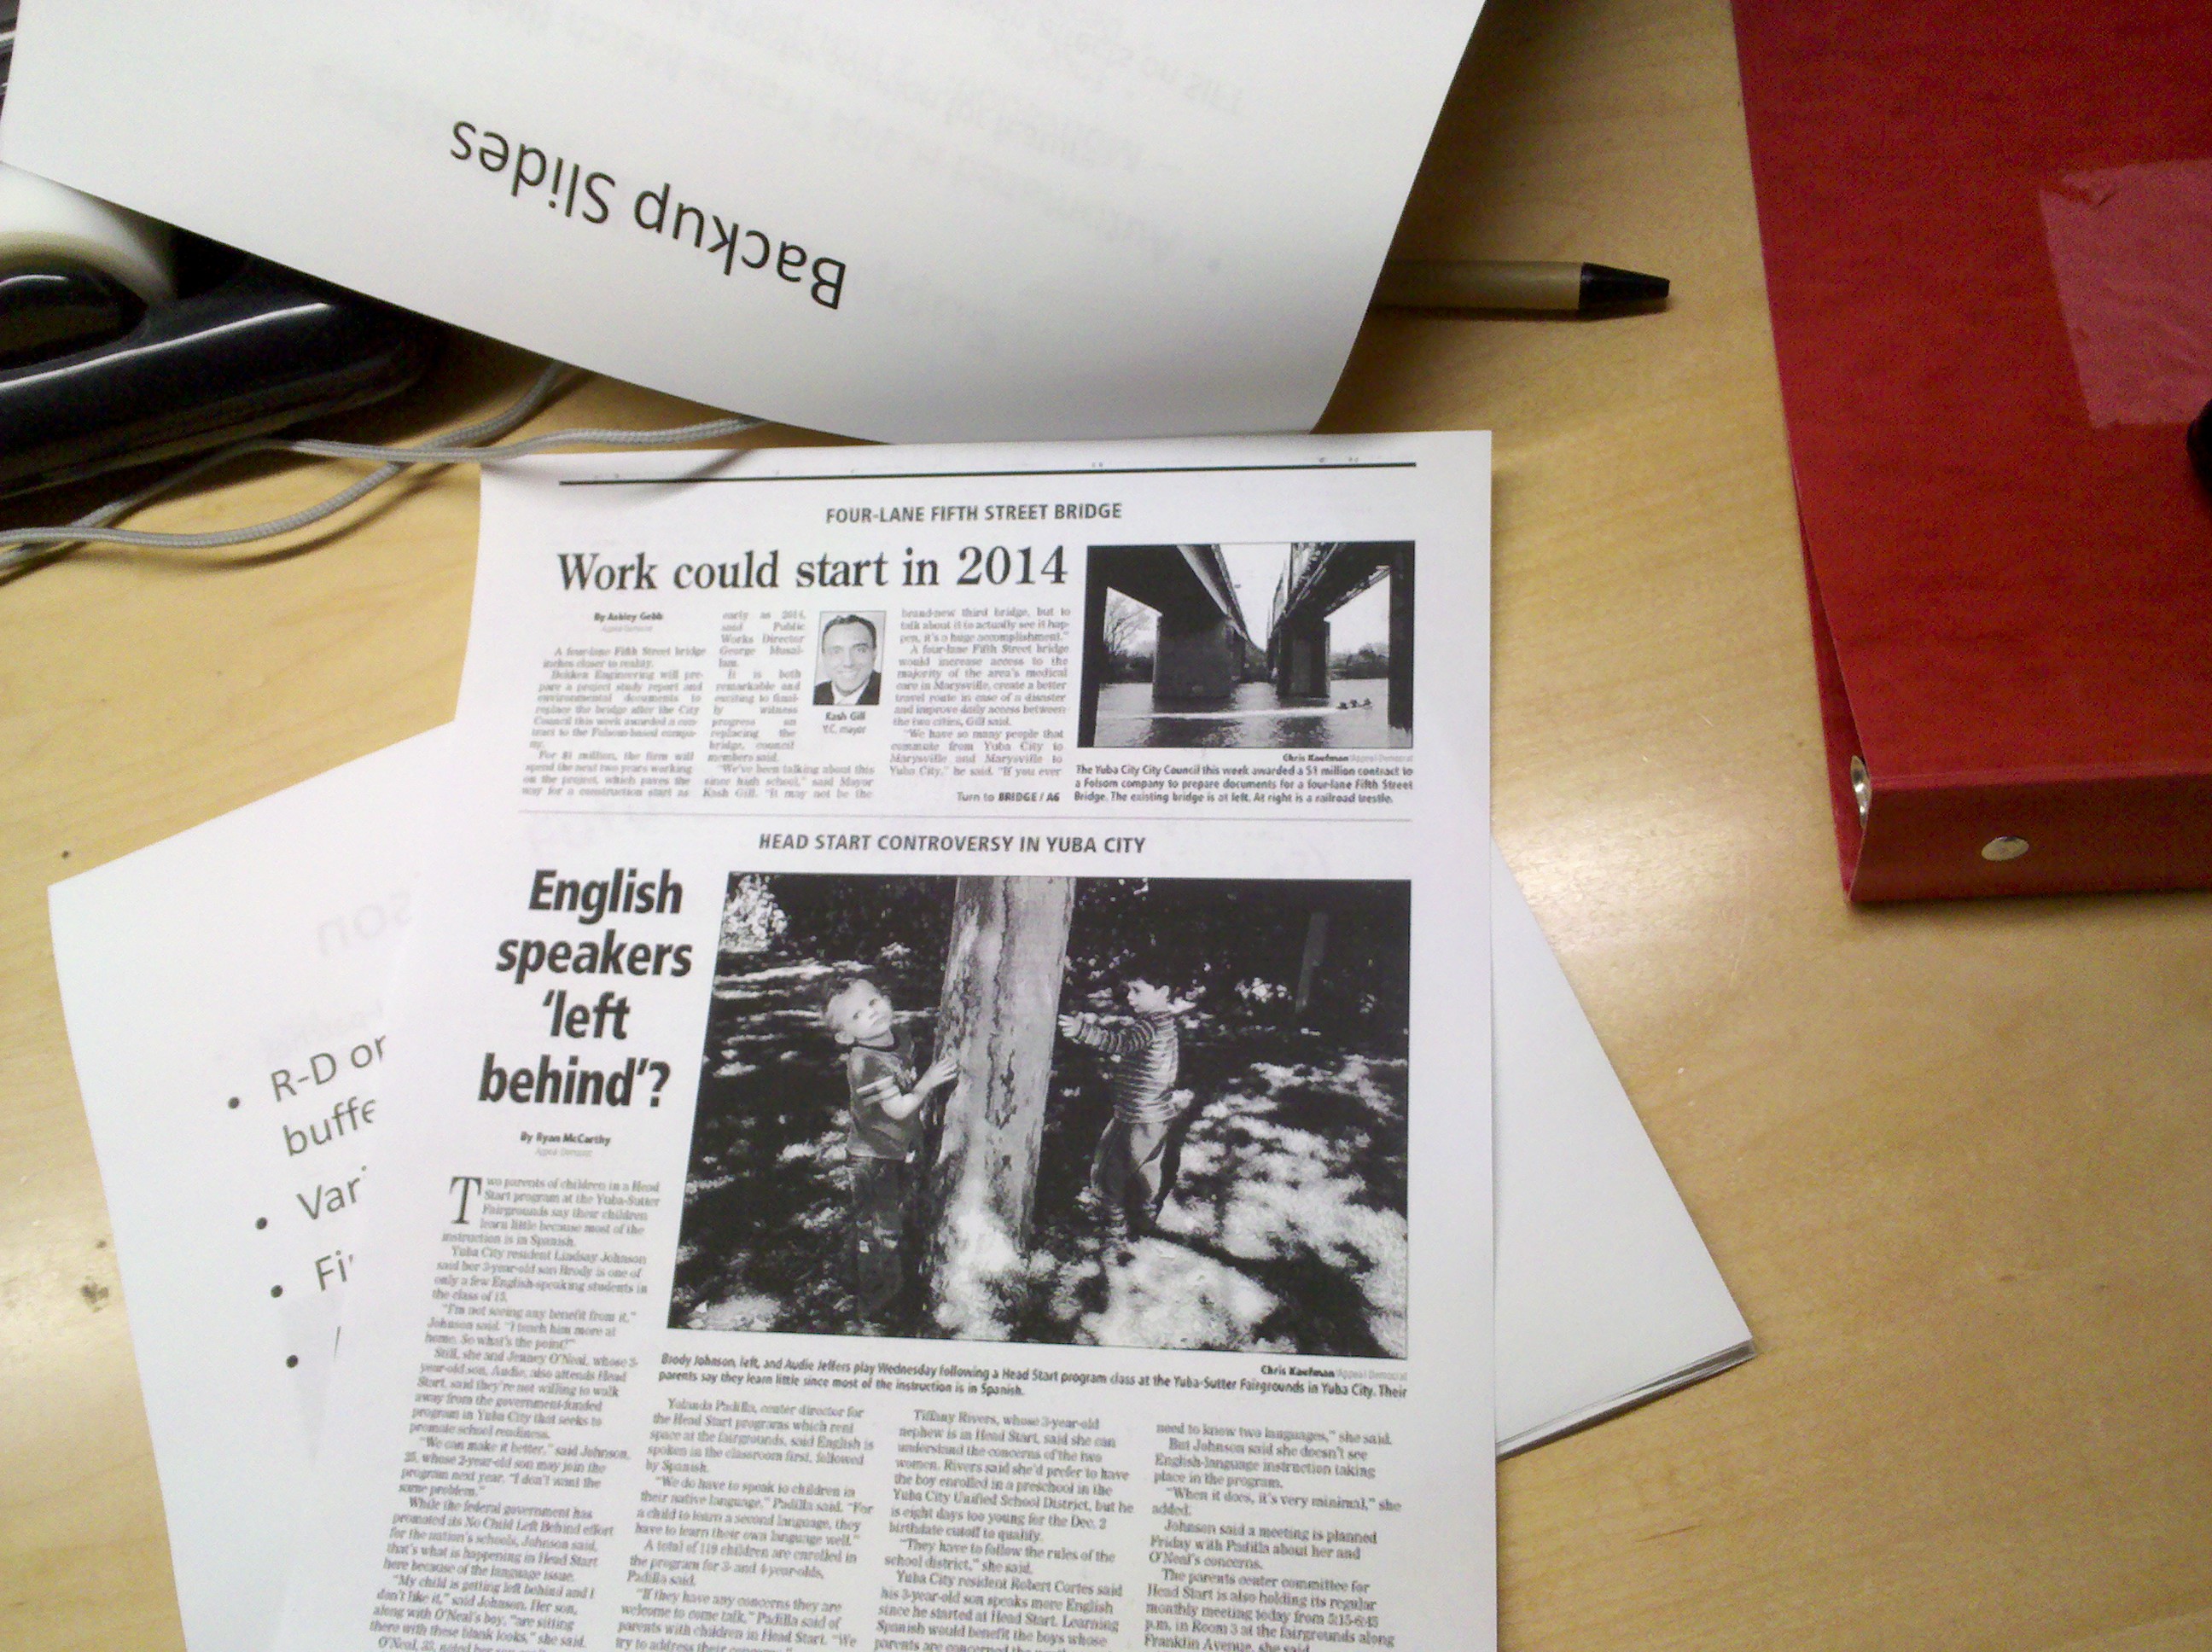 Backup Slides
FOUR-LANE FIFTH STREET BRIDGE
Work could start in 2014
By Ashley Gebb
Appeal-Democrat
A four-lane Fifth Street bridge
inches closer to reality.
Dokken Engineering will pre-
pare a project study report and
environmental documents to
replace the bridge after the City
Council this week awarded a con-
tract to the Folsom-based compa-
ny.
For $1 million, the firm will
spend the next two years working
on the project, which paves the
way for a construction start as
early as 2014,
said Public
Works Director
George Musal-
lam.
It is both
remarkable and
exciting to final-
ly witness
progress on
replacing the
bridge, council
members said.
"We've been talking about this
since high school," said Mayor
Kash Gill. "It may not be the
Kash Gill
Y.C. mayor
brand-new third bridge, but to
talk about it to actually see it hap-
pen, it's a huge accomplishment."
A four-lane Fifth Street bridge
would increase access to the
majority of the area's medical
care in Marysville, create a better
travel route in case of a disaster
and improve daily access between
the two cities, Gill said.
"We have so many people that
commute from Yuba City to
Marysville and Marysville to
Yuba City," he said. "If you ever
Turn to BRIDGE / A6
Chris Kaufman/Appeal-Democrat
The Yuba City City Council this week awarded a $1 million contract to
a Folsom company to prepare documents for a four-lane Fifth Street
Bridge. The existing bridge is at left. At right is a railroad trestle.
HEAD START CONTROVERSY IN YUBA CITY
English
speakers
'left
behind'?
By Ryan McCarthy
Appeal-Democrat
Two parents of children in a Head
Start program at the Yuba-Sutter
Fairgrounds say their children
learn little because most of the
instruction is in Spanish.
Yuba City resident Lindsay Johnson
said her 3-year-old son Brody is one of
only a few English-speaking students in
the class of 15.
"I'm not seeing any benefit from it,"
Johnson said. "I teach him more at
home. So what's the point?"
Still, she and Jenney O'Neal, whose 3-
year-old son, Audie, also attends Head
Start, said they're not willing to walk
away from the government-funded
program in Yuba City that seeks to
promote school readiness.
"We can make it better," said Johnson,
25, whose 2-year-old son may join the
program next year. "I don't want the
same problem."
While the federal government has
promoted its No Child Left Behind effort
for the nation's schools, Johnson said,
that's what is happening in Head Start
here because of the language issue.
"My child is getting left behind and I
don't like it," said Johnson. Her son,
along with O'Neal's boy, "are sitting
there with these blank looks," she said.
O'Neal, 23, noted her son
Chris Kaufman/Appeal-Democrat
Brody Johnson, left, and Audie Jeffers play Wednesday following a Head Start program class at the Yuba-Sutter Fairgrounds in Yuba City. Their
parents say they learn little since most of the instruction is in Spanish.
Yolanda Padilla, center director for
the Head Start programs which rent
space at the fairgrounds, said English is
spoken in the classroom first, followed
by Spanish.
"We do have to speak to children in
their native language," Padilla said. "For
a child to learn a second language, they
have to learn their own language well."
A total of 119 children are enrolled in
the program for 3- and 4-year-olds,
Padilla said.
"If they have any concerns they are
welcome to come talk," Padilla said of
parents with children in Head Start. "We
try to address their
Tiffany Rivers, whose 3-year-old
nephew is in Head Start, said she can
understand the concerns of the two
women. Rivers said she'd prefer to have
the boy enrolled in a preschool in the
Yuba City Unified School District, but he
is eight days too young for the Dec. 2
birthdate cutoff to qualify.
"They have to follow the rules of the
school district," she said.
Yuba City resident Robert Cortes said
his 3-year-old son speaks more English
since he started at Head Start. Learning
Spanish would benefit the boys whose
parents are concerned
need to know two languages," she said.
But Johnson said she doesn't see
English-language instruction taking
place in the program.
"When it does, it's very minimal," she
added.
Johnson said a meeting is planned
Friday with Padilla about her and
O'Neal's concerns.
The parents center committee for
Head Start is also holding its regular
monthly meeting today from 5:15-6:45
p.m. in Room 3 at the fairgrounds along
Franklin Avenue, she said.
• R-D or
buffe
• Var
• Fi